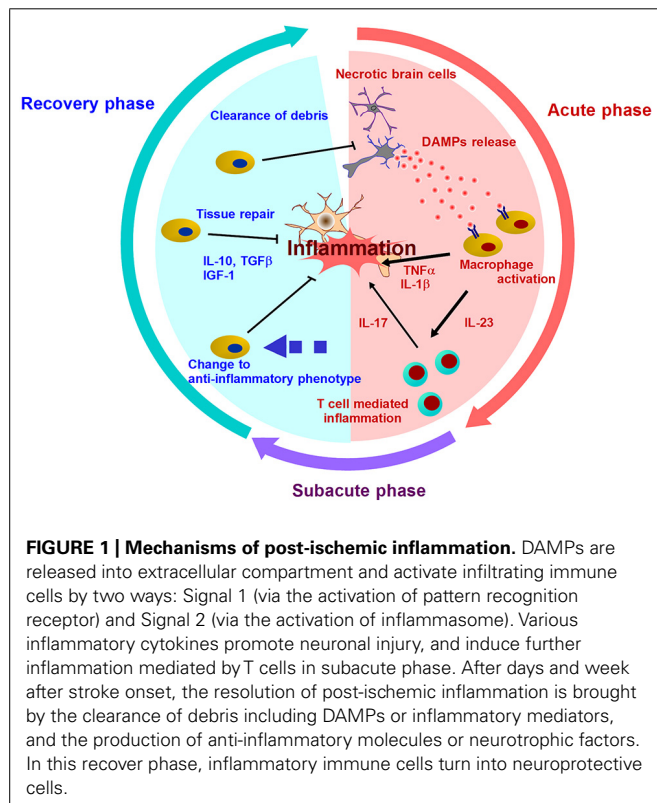 Necrotic brain cells
Recovery phase
Acute phase
Clearance of debris
DAMPs release
Tissue repair
Inflammation
IL-10, TGFβ
IGF-1
TNFα
IL-1β
Macrophage
activation
IL-17
IL-23
Change to
anti-inflammatory phenotype
T cell mediated
inflammation
Subacute phase
FIGURE 1 | Mechanisms of post-ischemic inflammation. DAMPs are
released into extracellular compartment and activate infiltrating immune
cells by two ways: Signal 1 (via the activation of pattern recognition
receptor) and Signal 2 (via the activation of inflammasome). Various
inflammatory cytokines promote neuronal injury, and induce further
inflammation mediated by T cells in subacute phase. After days and week
after stroke onset, the resolution of post-ischemic inflammation is brought
by the clearance of debris including DAMPs or inflammatory mediators,
and the production of anti-inflammatory molecules or neurotrophic factors.
In this recover phase, inflammatory immune cells turn into neuroprotective
cells.